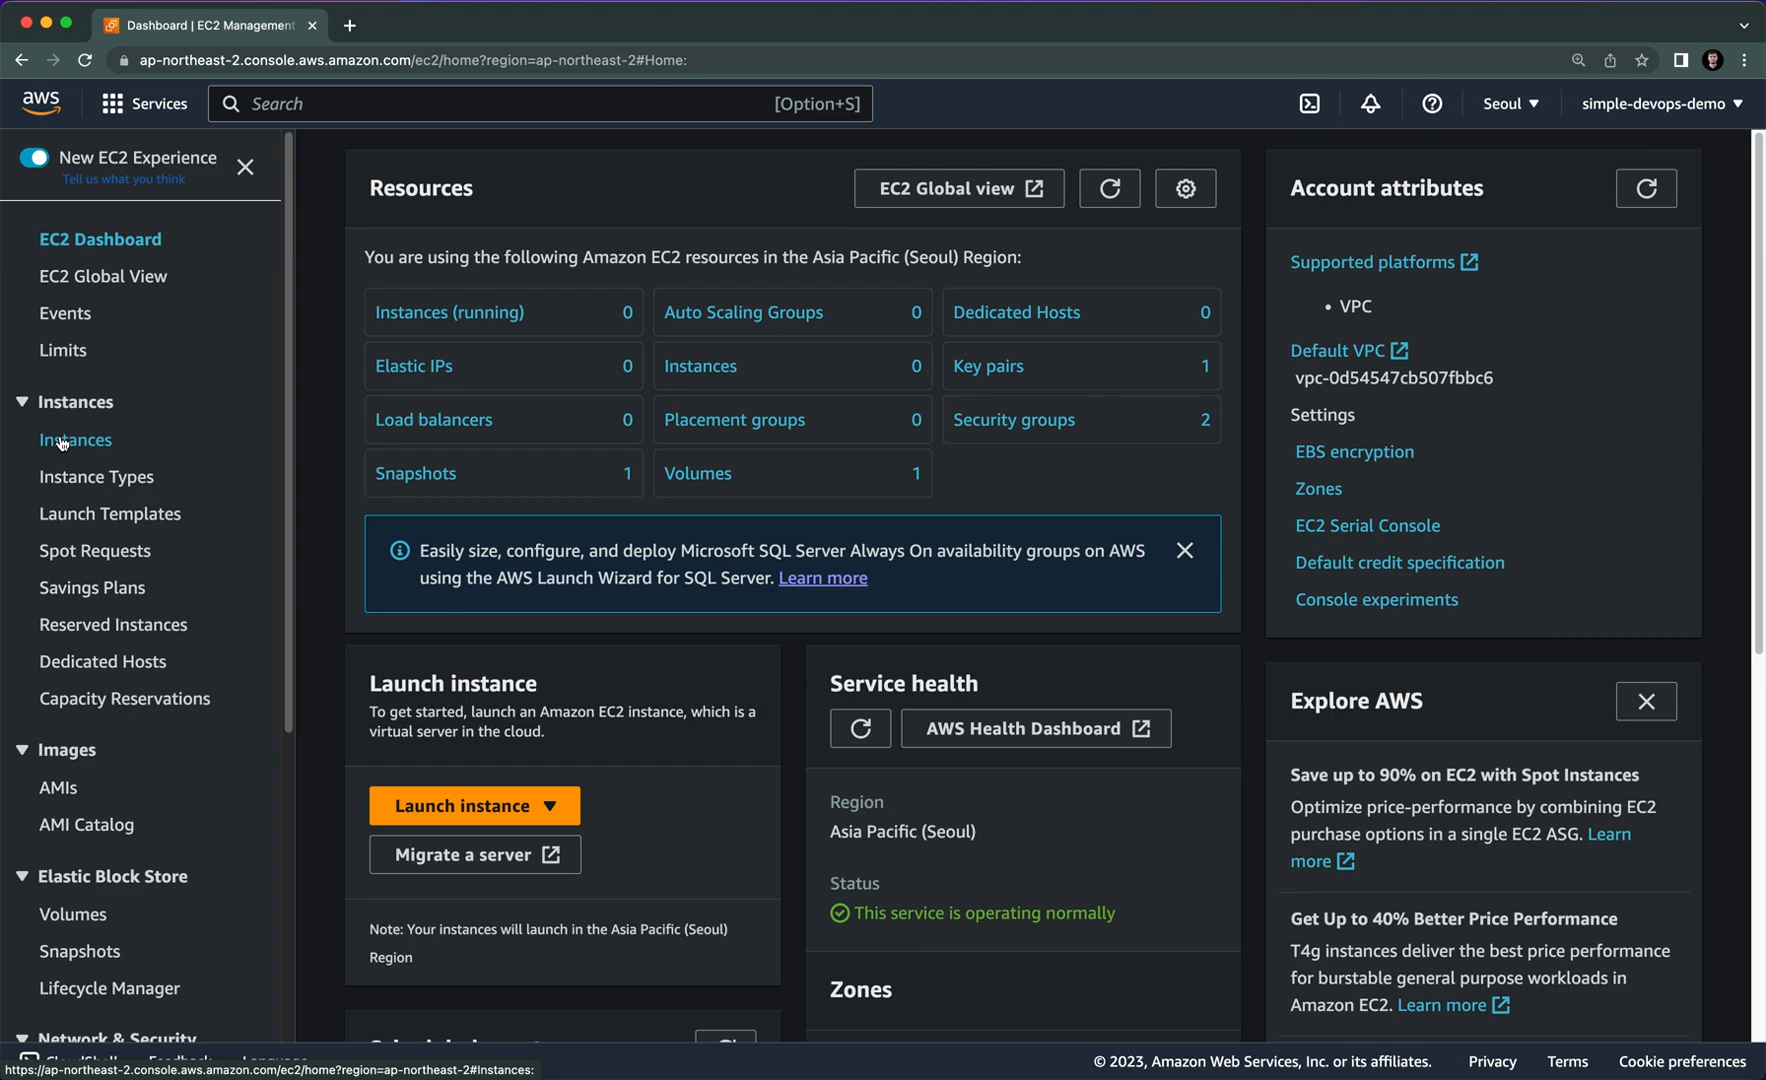 Dashboard | EC2 Management
ap-northeast-2.console.aws.amazon.com/ec2/home?region=ap-northeast-2#Home:
aws
Services
Search
[Option+S]
Seoul
simple-devops-demo
New EC2 Experience
Tell us what you think
EC2 Dashboard
EC2 Global View
Events
Limits
Instances
Instances
Instance Types
Launch Templates
Spot Requests
Savings Plans
Reserved Instances
Dedicated Hosts
Capacity Reservations
Images
AMIs
AMI Catalog
Elastic Block Store
Volumes
Snapshots
Lifecycle Manager
Network & Security
Resources
EC2 Global view
You are using the following Amazon EC2 resources in the Asia Pacific (Seoul) Region:
Instances (running) 0
Auto Scaling Groups 0
Dedicated Hosts 0
Elastic IPs 0
Instances 0
Key pairs 1
Load balancers 0
Placement groups 0
Security groups 2
Snapshots 1
Volumes 1
Easily size, configure, and deploy Microsoft SQL Server Always On availability groups on AWS
using the AWS Launch Wizard for SQL Server. Learn more
Launch instance
To get started, launch an Amazon EC2 instance, which is a
virtual server in the cloud.
Launch instance
Migrate a server
Note: Your instances will launch in the Asia Pacific (Seoul)
Region
Service health
AWS Health Dashboard
Region
Asia Pacific (Seoul)
Status
This service is operating normally
Zones
Account attributes
Supported platforms
• VPC
Default VPC
vpc-0d54547cb507fbbc6
Settings
EBS encryption
Zones
EC2 Serial Console
Default credit specification
Console experiments
Explore AWS
Save up to 90% on EC2 with Spot Instances
Optimize price-performance by combining EC2
purchase options in a single EC2 ASG. Learn
more
Get Up to 40% Better Price Performance
T4g instances deliver the best price performance
for burstable general purpose workloads in
Amazon EC2. Learn more
CloudShell
Feedback
Language
https://ap-northeast-2.console.aws.amazon.com/ec2/home?region=ap-northeast-2#Instances:
© 2023, Amazon Web Services, Inc. or its affiliates.
Privacy
Terms
Cookie preferences